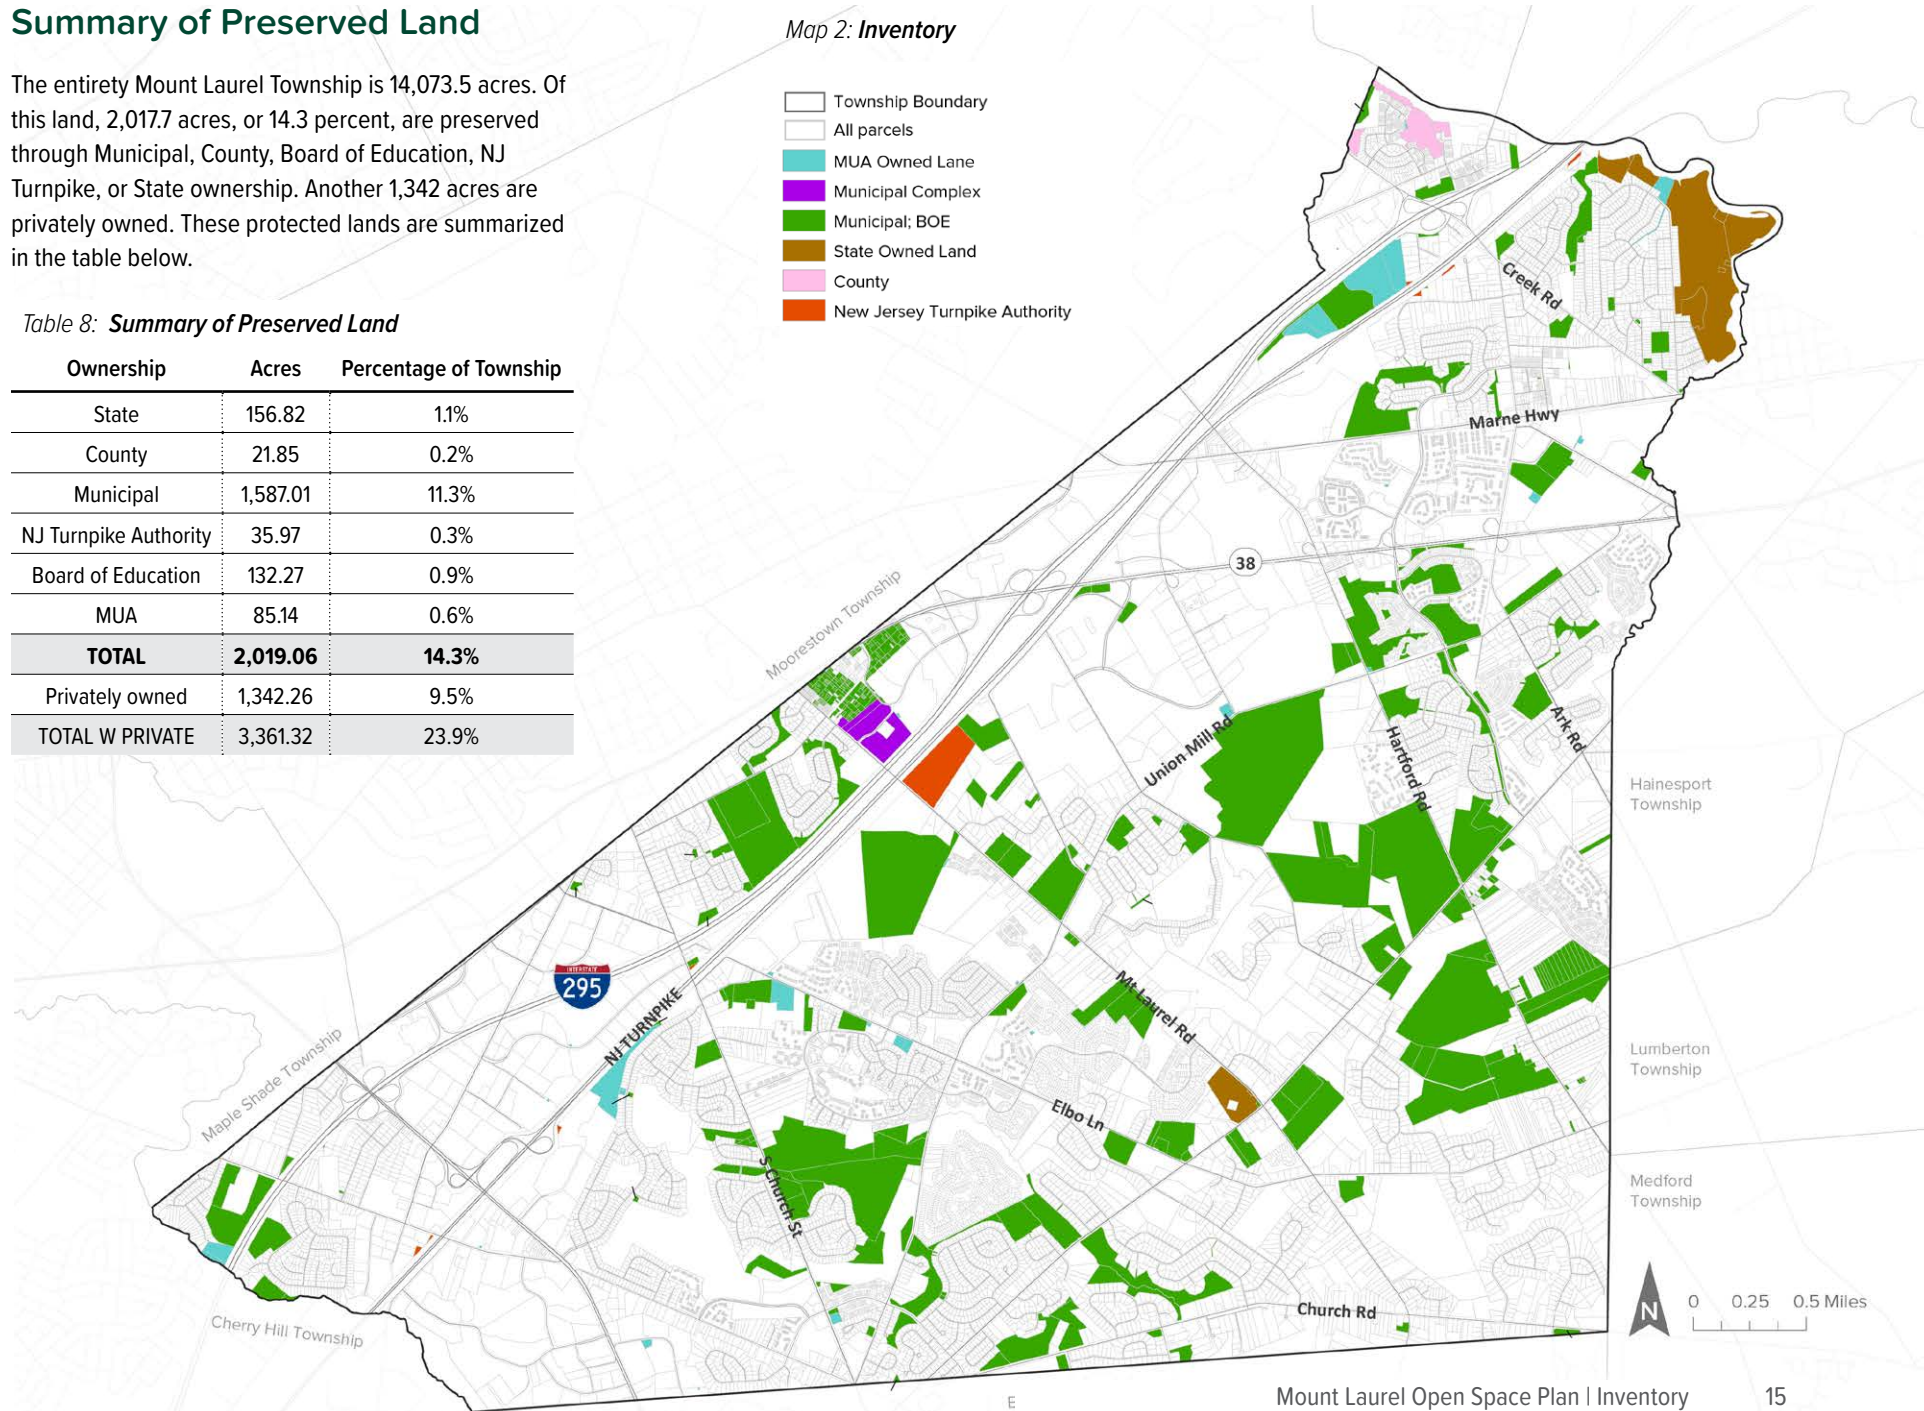 Summary of Preserved Land
The entirety Mount Laurel Township is 14,073.5 acres. Of
this land, 2,017.7 acres, or 14.3 percent, are preserved
through Municipal, County, Board of Education, NJ
Turnpike, or State ownership. Another 1,342 acres are
privately owned. These protected lands are summarized
in the table below.
Table 8: Summary of Preserved Land
Ownership Acres Percentage of Township
State 156.82 1.1%
County 21.85 0.2%
Municipal 1,587.01 11.3%
NJ Turnpike Authority 35.97 0.3%
Board of Education 132.27 0.9%
MUA 85.14 0.6%
TOTAL 2,019.06 14.3%
Privately owned 1,342.26 9.5%
TOTAL W PRIVATE 3,361.32 23.9%
Map 2: Inventory
Township Boundary
All parcels
MUA Owned Lane
Municipal Complex
Municipal; BOE
State Owned Land
County
New Jersey Turnpike Authority
Creek Rd
Marne Hwy
38
Moorestown Township
Union Mill Rd
Hartford Rd
Ark Rd
Hainesport
Township
INTERSTATE
295
NJ TURNPIKE
Mt Laurel Rd
Maple Shade Township
Lumberton
Township
Elbo Ln
S Church St
Medford
Township
Church Rd
Cherry Hill Township
N
0 0.25 0.5 Miles
E
Mount Laurel Open Space Plan | Inventory 15